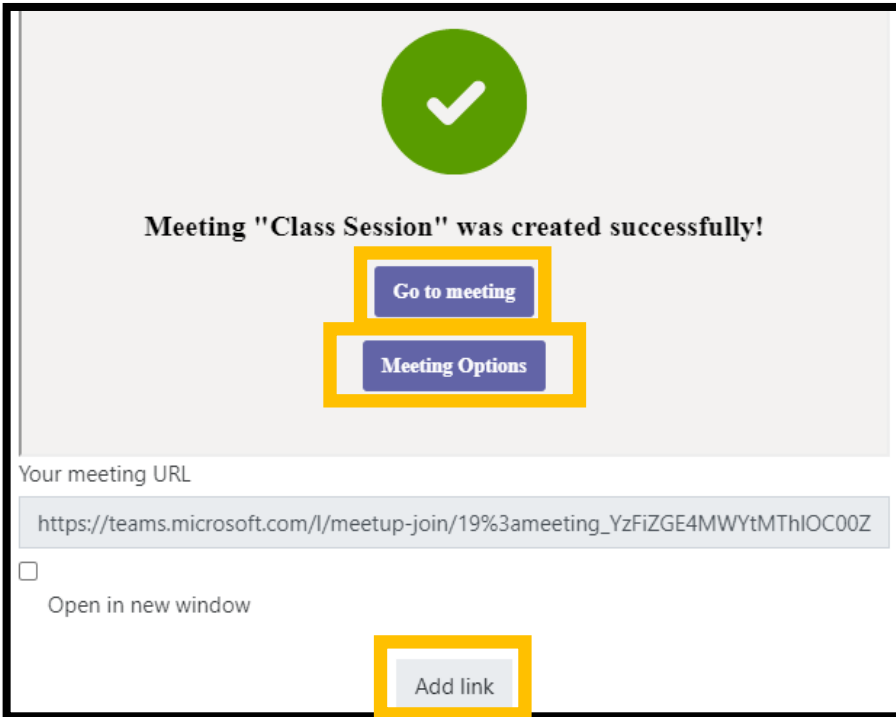 Meeting "Class Session" was created successfully!
Go to meeting
Meeting Options
Your meeting URL
https://teams.microsoft.com/l/meetup-join/19%3ameeting_YzFiZGE4MWYtMThlOC00Z
Open in new window
Add link